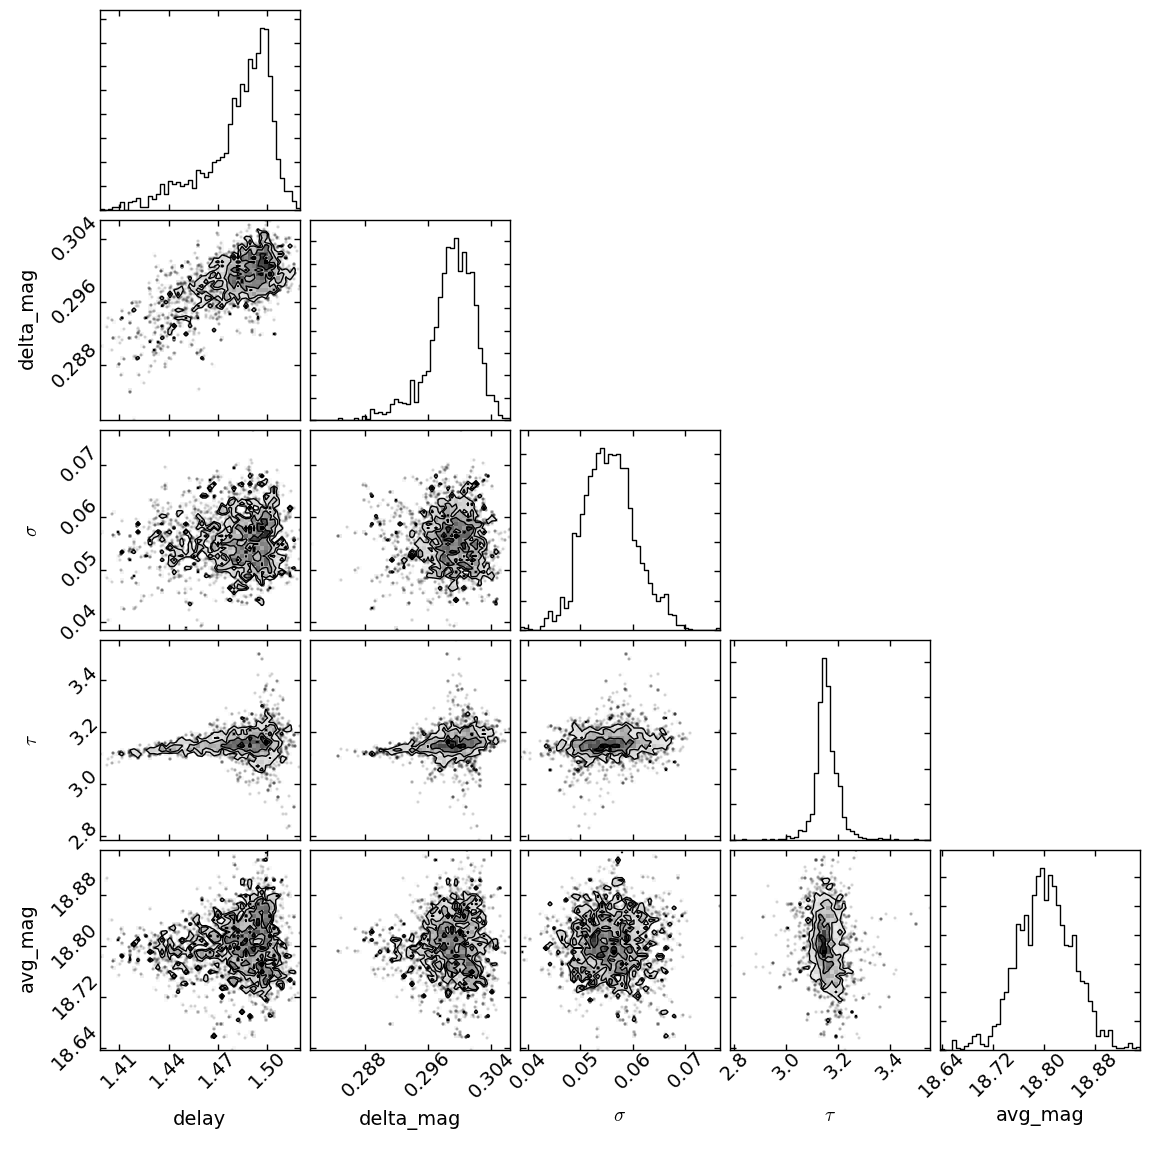 0.304
0.296
0.288
delta_mag
0.07
0.06
0.05
0.04
σ
3.4
3.2
3.0
2.8
τ
18.88
18.80
18.72
18.64
avg_mag
1.41 1.44 1.47 1.50
0.288 0.296 0.304
0.04 0.05 0.06 0.07
2.8 3.0 3.2 3.4
18.64 18.72 18.80 18.88
delay delta_mag σ τ avg_mag